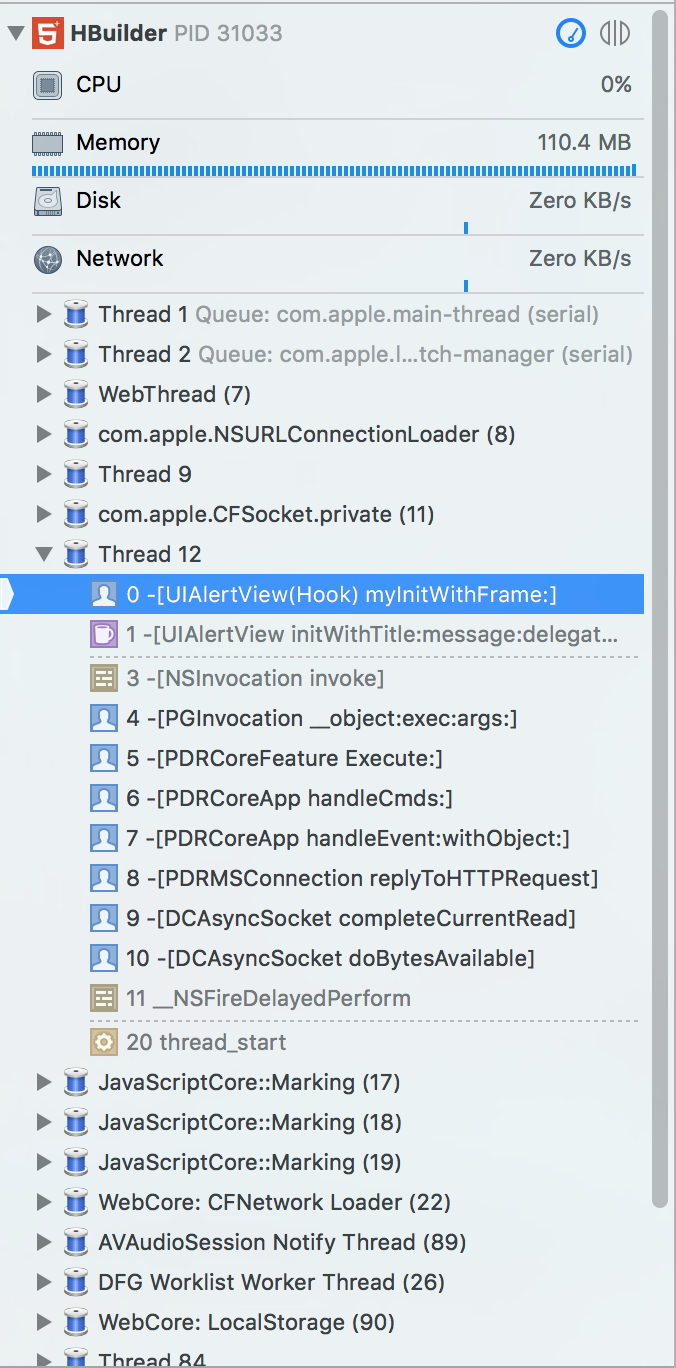 HBuilder PID 31033
CPU 0%
Memory 110.4 MB
Disk Zero KB/s
Network Zero KB/s
Thread 1 Queue: com.apple.main-thread (serial)
Thread 2 Queue: com.apple.l...tch-manager (serial)
WebThread (7)
com.apple.NSURLConnectionLoader (8)
Thread 9
com.apple.CFSocket.private (11)
Thread 12
0 -[UIAlertView(Hook) myInitWithFrame:]
1 -[UIAlertView initWithTitle:message:delegat...
3 -[NSInvocation invoke]
4 -[PGInvocation __object:exec:args:]
5 -[PDRCoreFeature Execute:]
6 -[PDRCoreApp handleCmds:]
7 -[PDRCoreApp handleEvent:withObject:]
8 -[PDRMSConnection replyToHTTPRequest]
9 -[DCAsyncSocket completeCurrentRead]
10 -[DCAsyncSocket doBytesAvailable]
11 __NSFireDelayedPerform
20 thread_start
JavaScriptCore::Marking (17)
JavaScriptCore::Marking (18)
JavaScriptCore::Marking (19)
WebCore: CFNetwork Loader (22)
AVAudioSession Notify Thread (89)
DFG Worklist Worker Thread (26)
WebCore: LocalStorage (90)
Thread 84